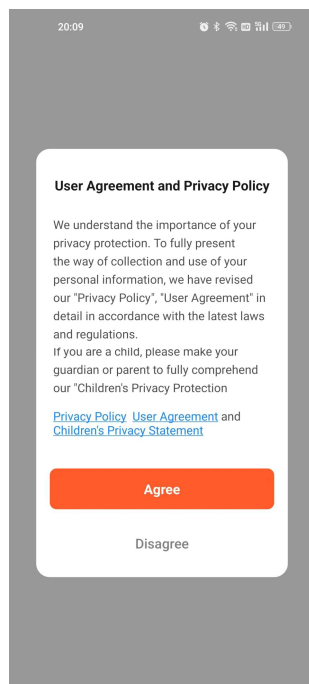 20:09
HD 5G 49
User Agreement and Privacy Policy
We understand the importance of your
privacy protection. To fully present
the way of collection and use of your
personal information, we have revised
our "Privacy Policy", "User Agreement" in
detail in accordance with the latest laws
and regulations.
If you are a child, please make your
guardian or parent to fully comprehend
our "Children's Privacy Protection
Privacy Policy User Agreement and
Children's Privacy Statement
Agree
Disagree